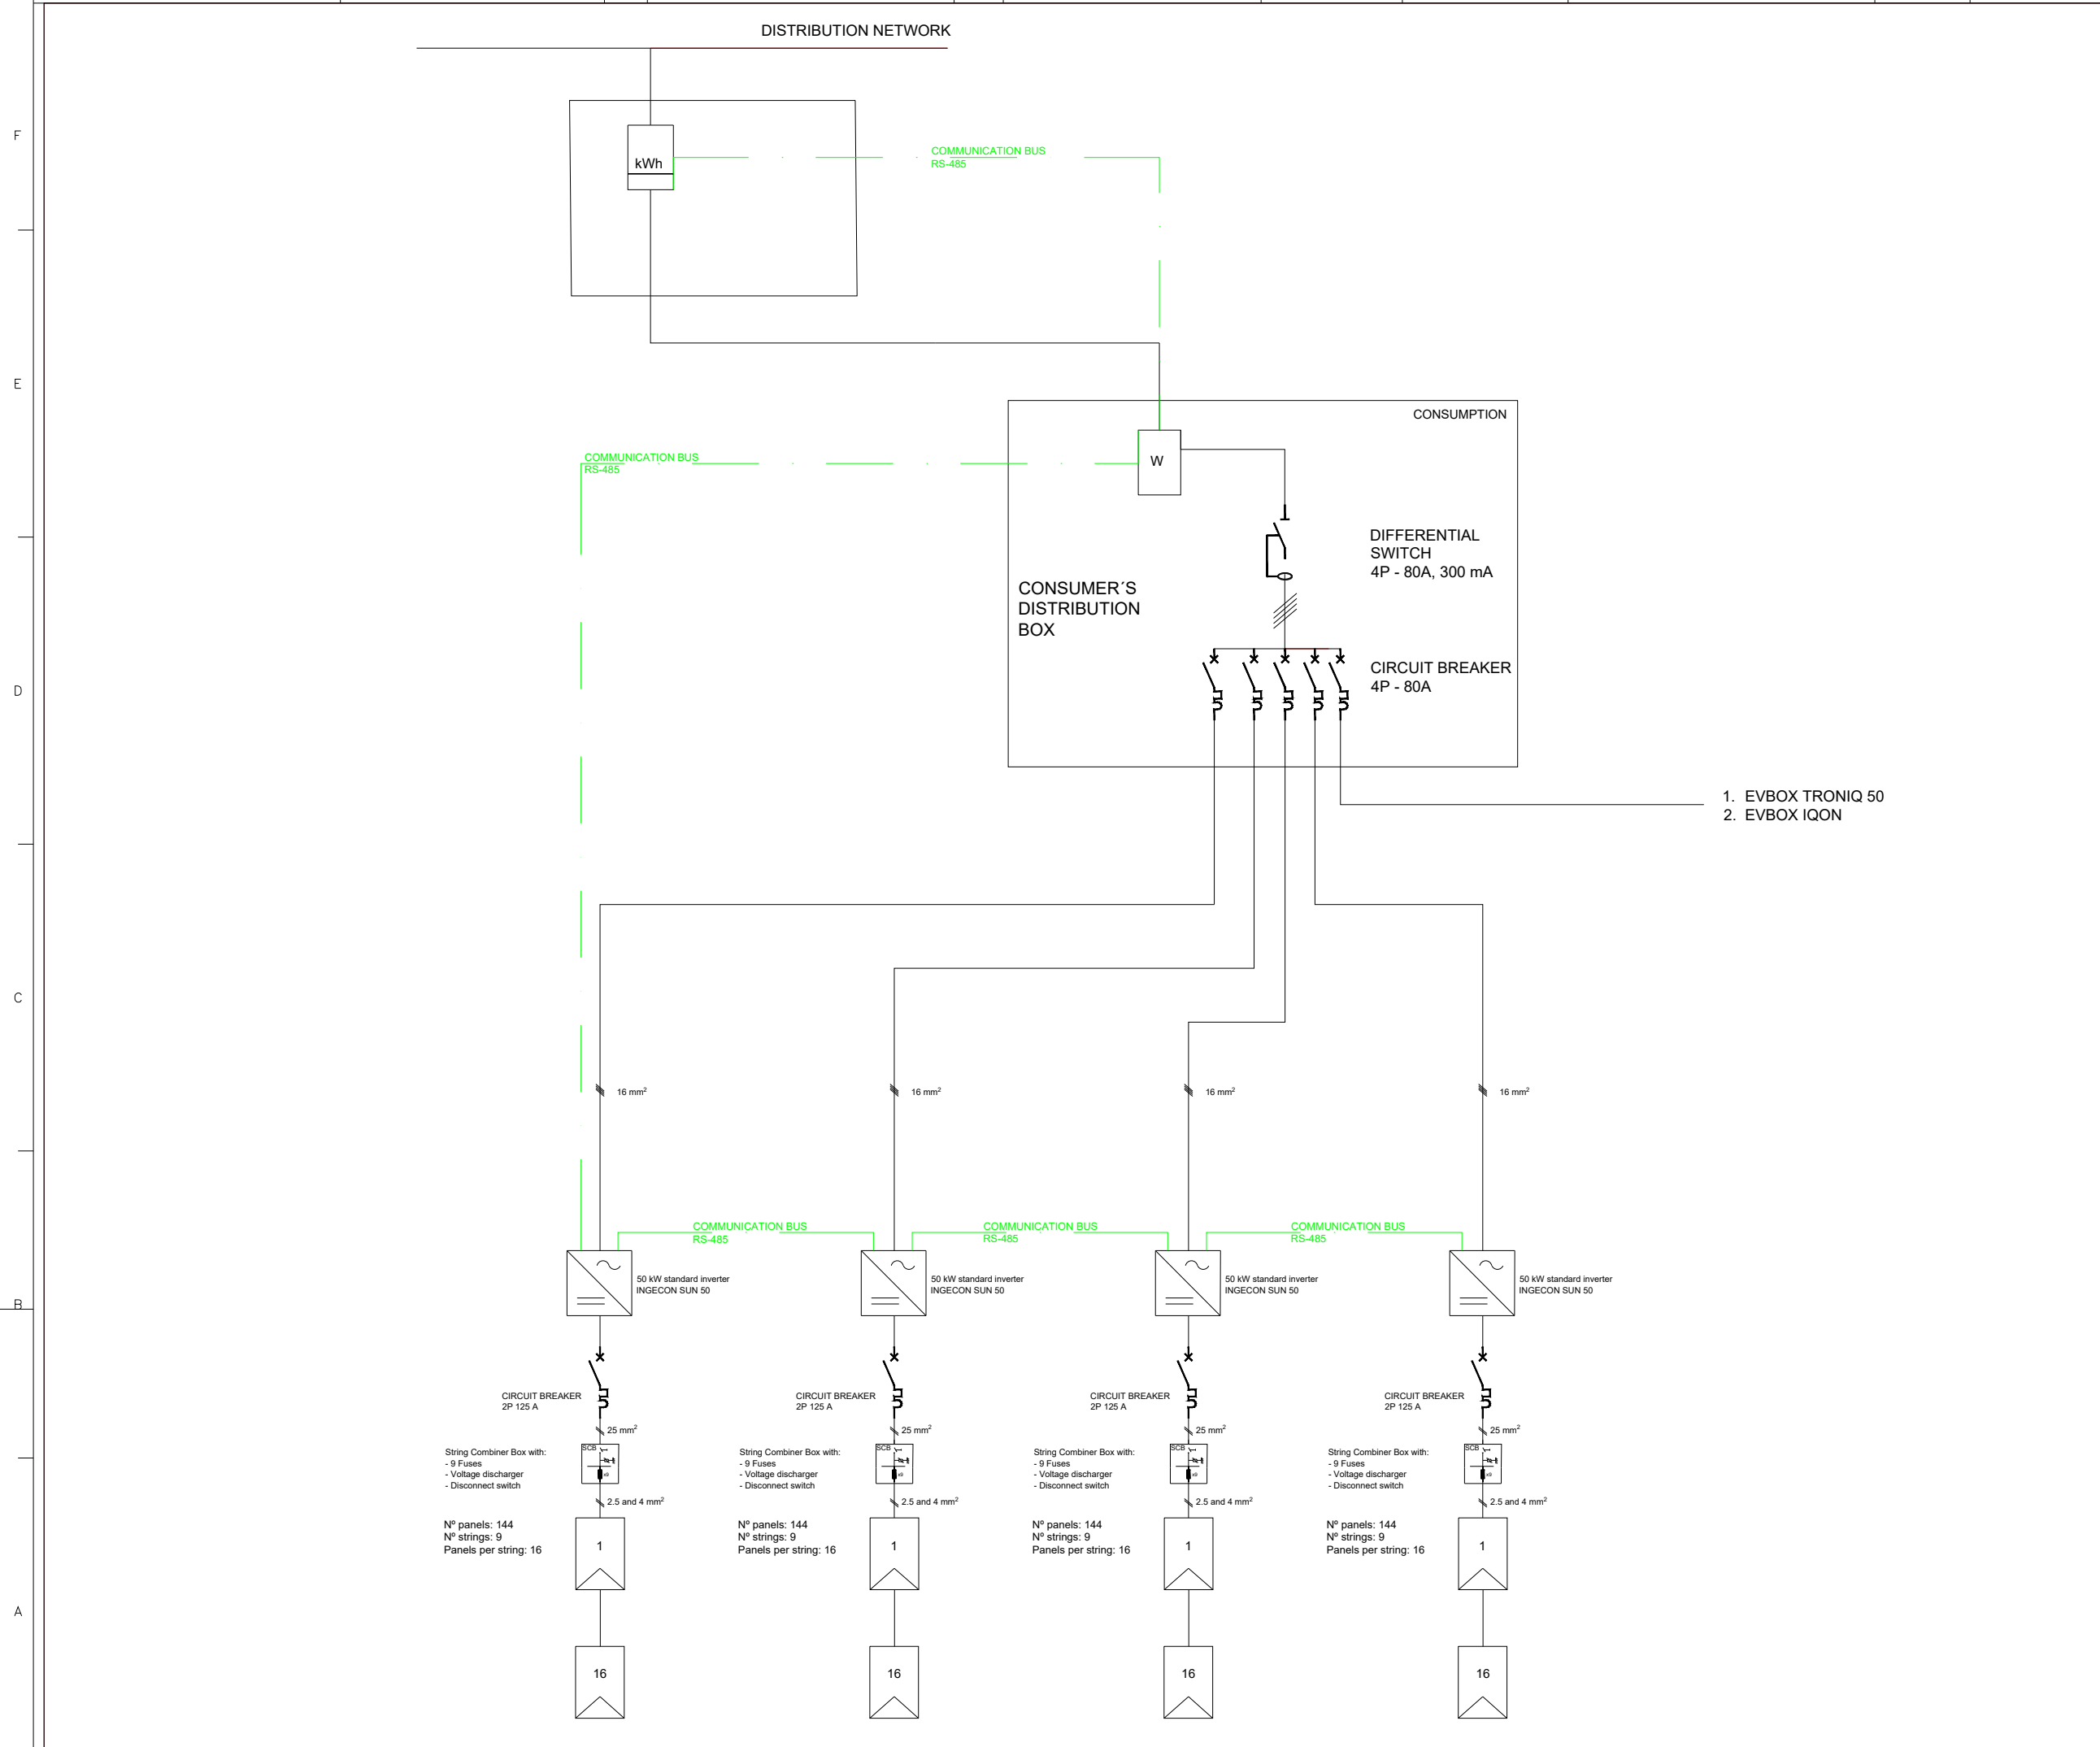 DISTRIBUTION NETWORK
F
kWh
COMMUNICATION BUS
RS-485
E
CONSUMPTION
COMMUNICATION BUS
RS-485
W
DIFFERENTIAL
SWITCH
4P - 80A, 300 mA
CONSUMER´S
DISTRIBUTION
BOX
CIRCUIT BREAKER
4P - 80A
D
1. EVBOX TRONIQ 50
2. EVBOX IQON
C
16 mm²
16 mm²
16 mm²
16 mm²
COMMUNICATION BUS
RS-485
COMMUNICATION BUS
RS-485
COMMUNICATION BUS
RS-485
B
50 kW standard inverter
INGECON SUN 50
50 kW standard inverter
INGECON SUN 50
50 kW standard inverter
INGECON SUN 50
50 kW standard inverter
INGECON SUN 50
CIRCUIT BREAKER
2P 125 A
CIRCUIT BREAKER
2P 125 A
CIRCUIT BREAKER
2P 125 A
CIRCUIT BREAKER
2P 125 A
25 mm²
25 mm²
25 mm²
25 mm²
String Combiner Box with:
- 9 Fuses
- Voltage discharger
- Disconnect switch
SCB
x9
String Combiner Box with:
- 9 Fuses
- Voltage discharger
- Disconnect switch
SCB
x9
String Combiner Box with:
- 9 Fuses
- Voltage discharger
- Disconnect switch
SCB
x9
String Combiner Box with:
- 9 Fuses
- Voltage discharger
- Disconnect switch
SCB
x9
2.5 and 4 mm²
2.5 and 4 mm²
2.5 and 4 mm²
2.5 and 4 mm²
Nº panels: 144
Nº strings: 9
Panels per string: 16
1
Nº panels: 144
Nº strings: 9
Panels per string: 16
1
Nº panels: 144
Nº strings: 9
Panels per string: 16
1
Nº panels: 144
Nº strings: 9
Panels per string: 16
1
A
16
16
16
16